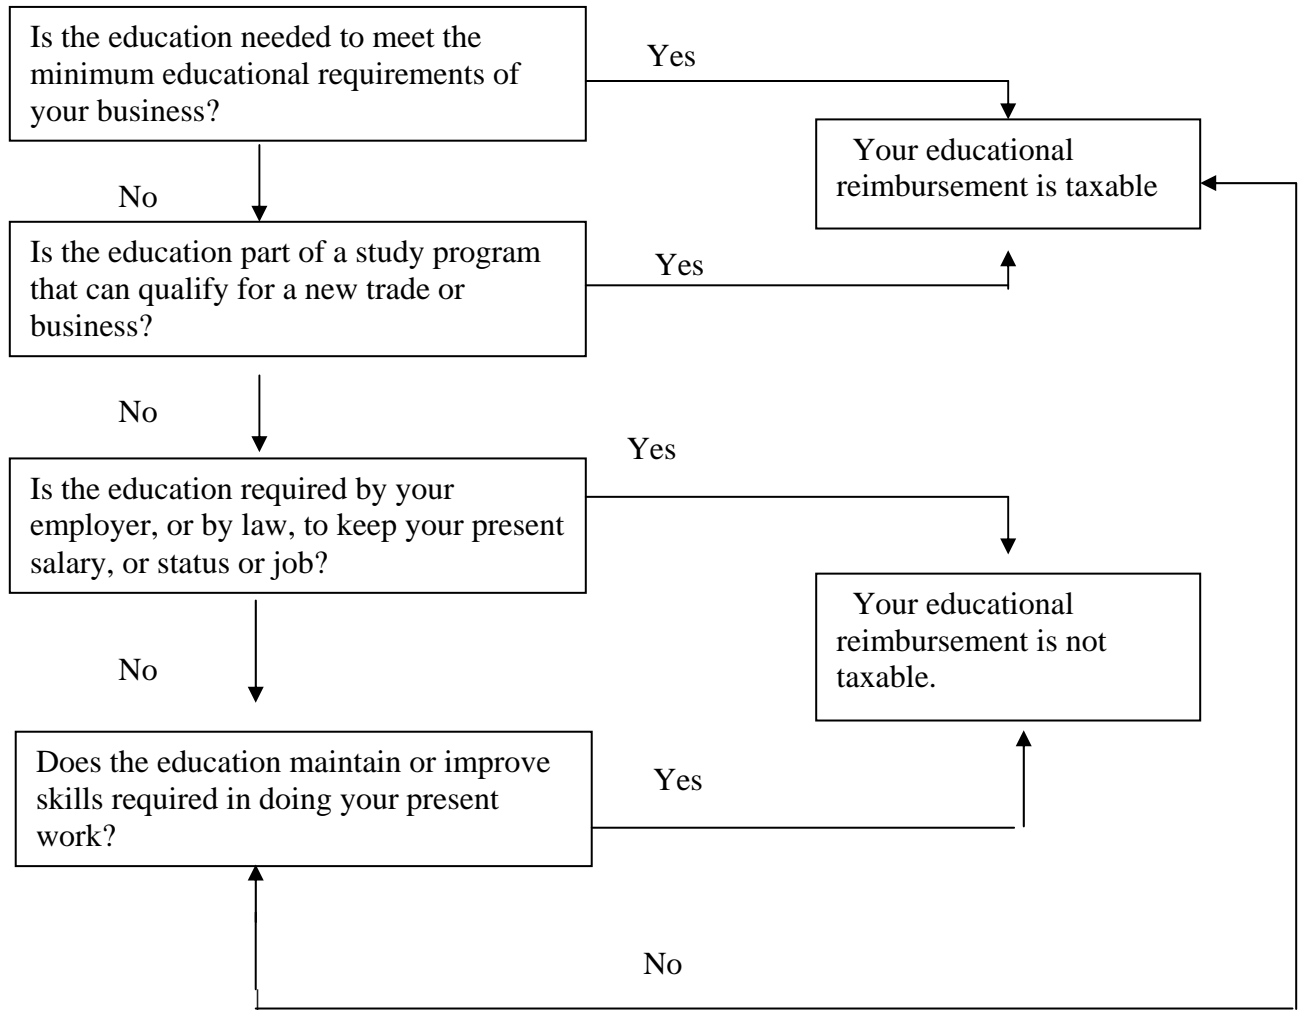 Is the education needed to meet the
minimum educational requirements of
your business?
Yes
Your educational
reimbursement is taxable
No
Is the education part of a study program
that can qualify for a new trade or
business?
Yes
No
Is the education required by your
employer, or by law, to keep your present
salary, or status or job?
Yes
Your educational
reimbursement is not
taxable.
No
Does the education maintain or improve
skills required in doing your present
work?
Yes
No